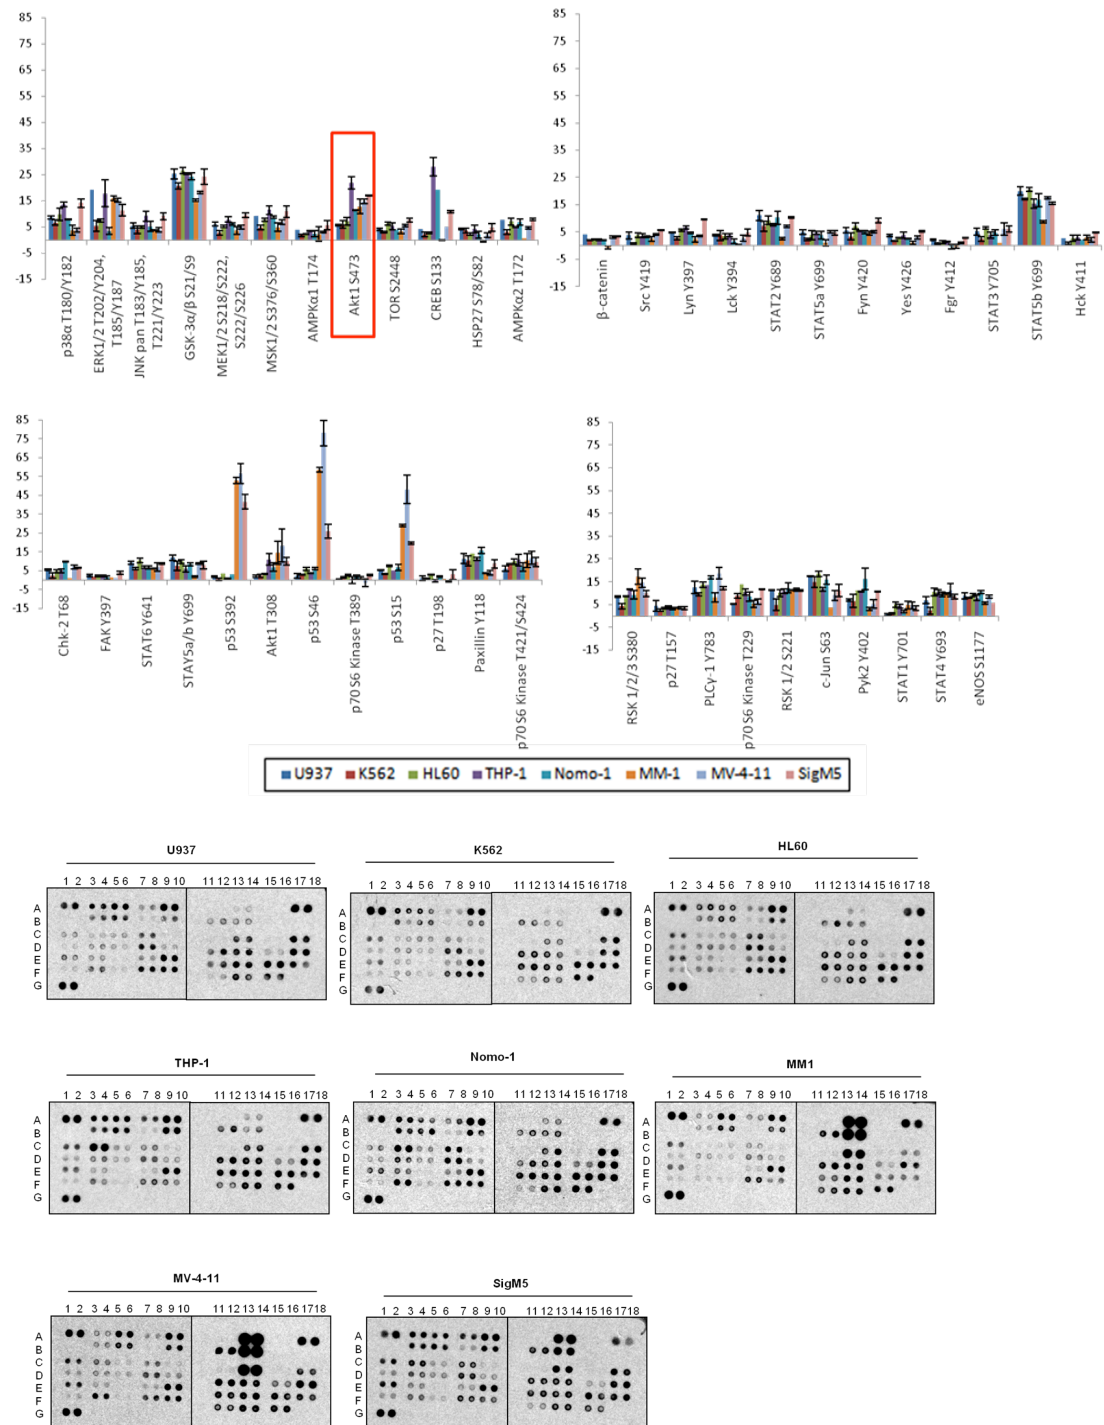 85
75
65
55
45
35
25
15
5
-5
-15
p38α T180/Y182
ERK1/2 T202/Y204,
T185/Y187
JNK pan T183/Y185,
T221/Y223
GSK-3α/β S21/S9
MEK1/2 S218/S222,
S222/S226
MSK1/2 S376/S360
AMPKα1 T174
Akt1 S473
TOR S2448
CREB S133
HSP27 S78/S82
AMPKα2 T172
85
75
65
55
45
35
25
15
5
-5
-15
β-catenin
Src Y419
Lyn Y397
Lck Y394
STAT2 Y689
STAT5a Y699
Fyn Y420
Yes Y426
Fgr Y412
STAT3 Y705
STAT5b Y699
Hck Y411
85
75
65
55
45
35
25
15
5
-5
-15
Chk-2 T68
FAK Y397
STAT6 Y641
STAY5a/b Y699
p53 S392
Akt1 T308
p53 S46
p70 S6 Kinase T389
p53 S15
p27 T198
Paxillin Y118
p70 S6 Kinase T421/S424
85
75
65
55
45
35
25
15
5
-5
-15
RSK 1/2/3 S380
p27 T157
PLCγ-1 Y783
p70 S6 Kinase T229
RSK 1/2 S221
c-Jun S63
Pyk2 Y402
STAT1 Y701
STAT4 Y693
eNOS S1177
U937 K562 HL60 THP-1 Nomo-1 MM-1 MV-4-11 SigM5
U937
1 2 3 4 5 6 7 8 9 10 11 12 13 14 15 16 17 18
A
B
C
D
E
F
G
K562
1 2 3 4 5 6 7 8 9 10 11 12 13 14 15 16 17 18
A
B
C
D
E
F
G
HL60
1 2 3 4 5 6 7 8 9 10 11 12 13 14 15 16 17 18
A
B
C
D
E
F
G
THP-1
1 2 3 4 5 6 7 8 9 10 11 12 13 14 15 16 17 18
A
B
C
D
E
F
G
Nomo-1
1 2 3 4 5 6 7 8 9 10 11 12 13 14 15 16 17 18
A
B
C
D
E
F
G
MM1
1 2 3 4 5 6 7 8 9 10 11 12 13 14 15 16 17 18
A
B
C
D
E
F
G
MV-4-11
1 2 3 4 5 6 7 8 9 10 11 12 13 14 15 16 17 18
A
B
C
D
E
F
G
SigM5
1 2 3 4 5 6 7 8 9 10 11 12 13 14 15 16 17 18
A
B
C
D
E
F
G